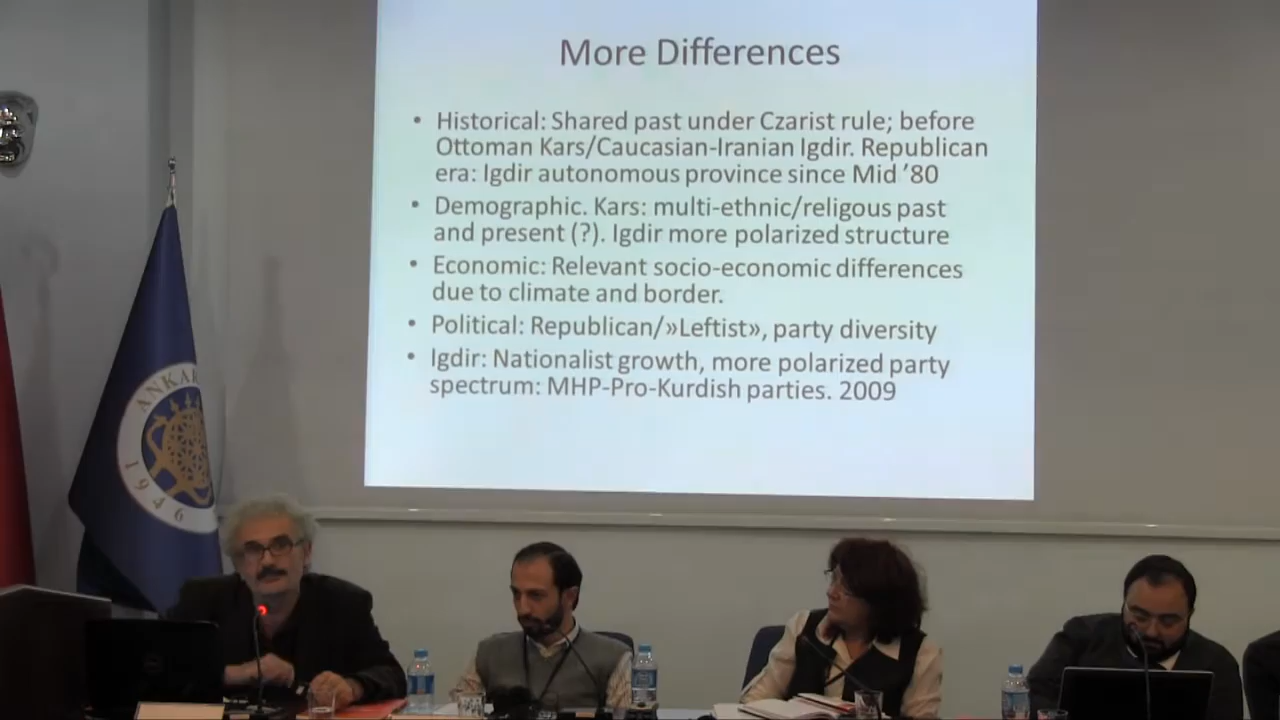 More Differences
• Historical: Shared past under Czarist rule; before
Ottoman Kars/Caucasian-Iranian Igdir. Republican
era: Igdir autonomous province since Mid ’80
• Demographic. Kars: multi-ethnic/religous past
and present (?). Igdir more polarized structure
• Economic: Relevant socio-economic differences
due to climate and border.
• Political: Republican/»Leftist», party diversity
• Igdir: Nationalist growth, more polarized party
spectrum: MHP-Pro-Kurdish parties. 2009
1946